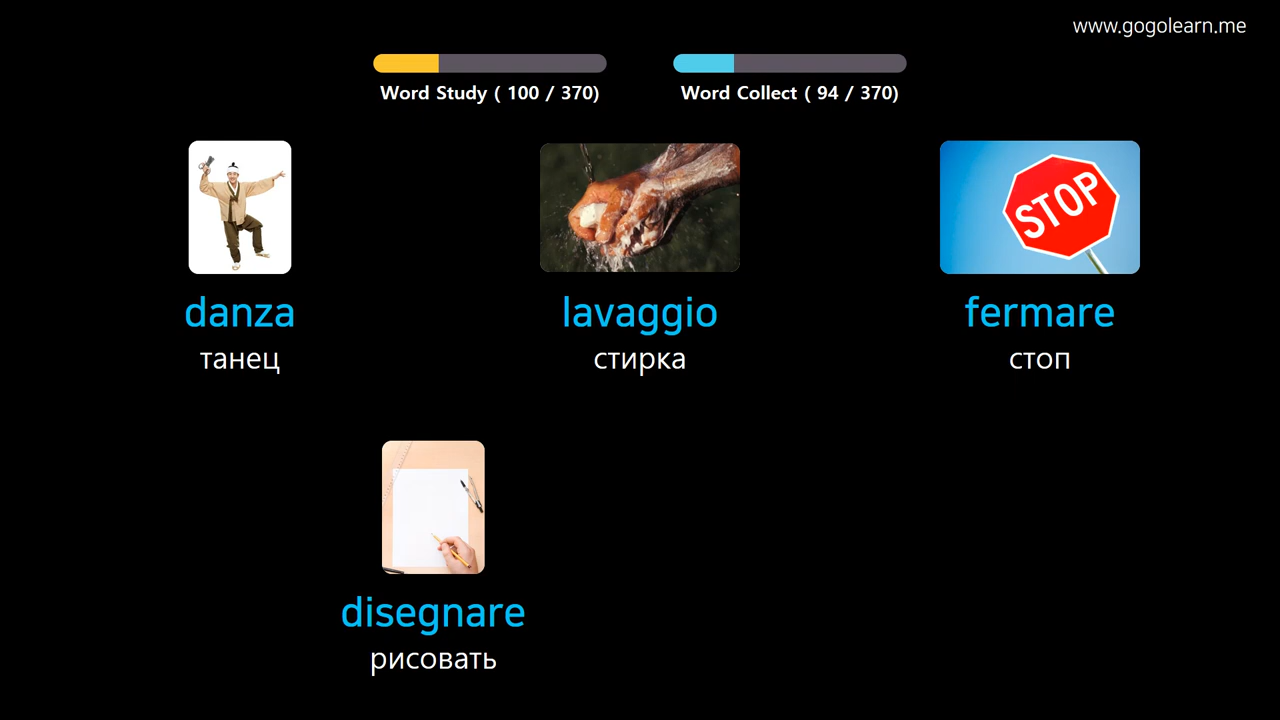 www.gogolearn.me
Word Study ( 100 / 370)
Word Collect ( 94 / 370)
STOP
danza
танец
lavaggio
стирка
fermare
стоп
disegnare
рисовать